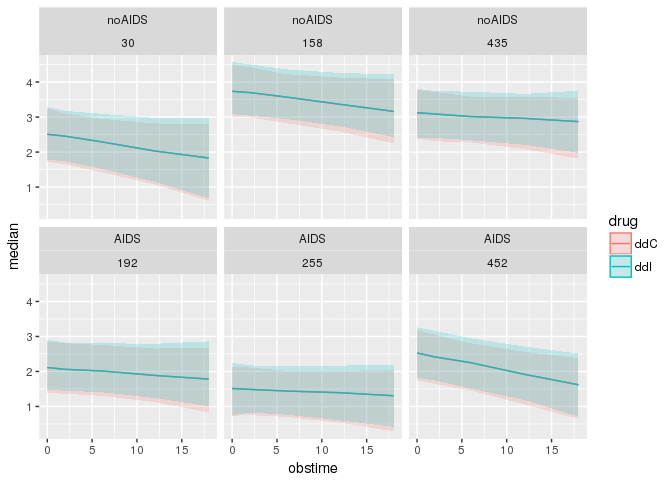 noAIDS noAIDS noAIDS
30 158 435
4
3
2
1
AIDS AIDS AIDS
192 255 452
4
3
2
1
0 5 10 15 0 5 10 15 0 5 10 15
obstime
median
drug
ddC
ddI